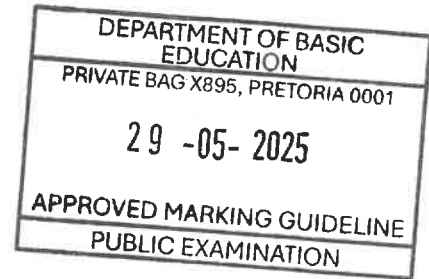 DEPARTMENT OF BASIC
EDUCATION
PRIVATE BAG X895, PRETORIA 0001
29 -05- 2025
APPROVED MARKING GUIDELINE
PUBLIC EXAMINATION